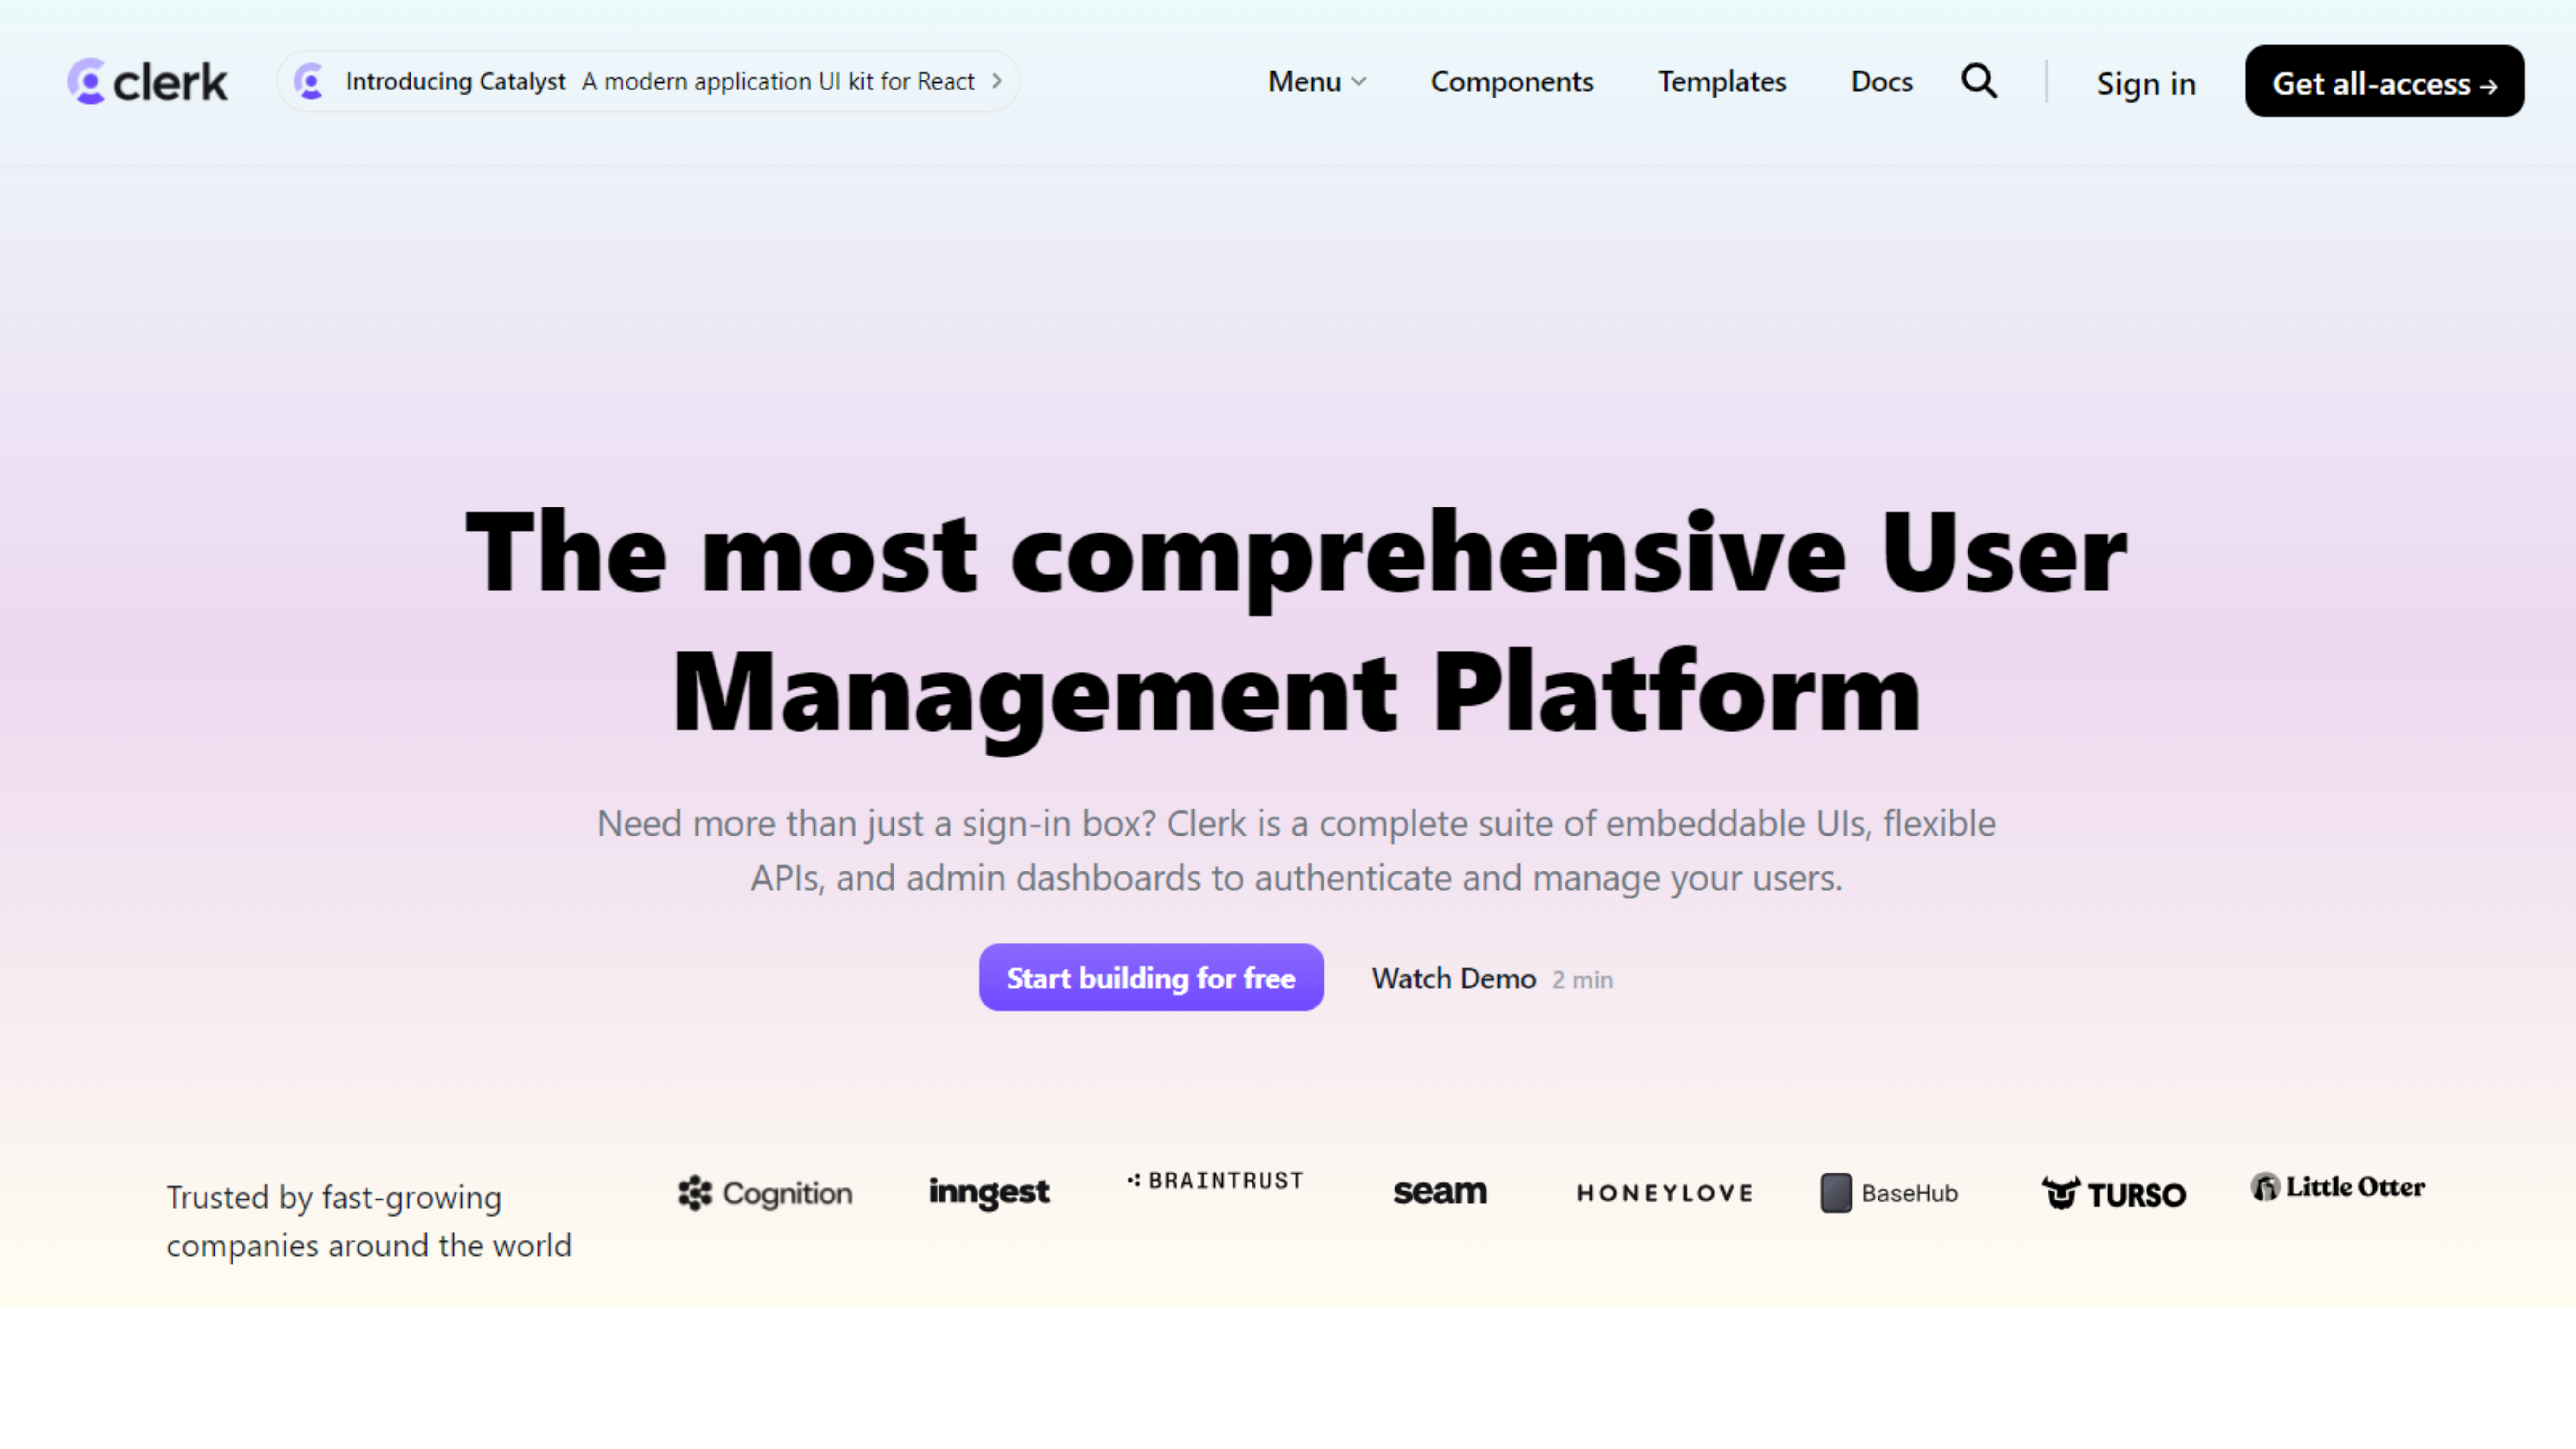 clerk
Introducing Catalyst A modern application UI kit for React
Menu
Components
Templates
Docs
Sign in
Get all-access →
The most comprehensive User
Management Platform
Need more than just a sign-in box? Clerk is a complete suite of embeddable UIs, flexible
APIs, and admin dashboards to authenticate and manage your users.
Start building for free
Watch Demo 2 min
Trusted by fast-growing
companies around the world
Cognition
inngest
BRAINTRUST
seam
HONEYLOVE
BaseHub
TURSO
Little Otter